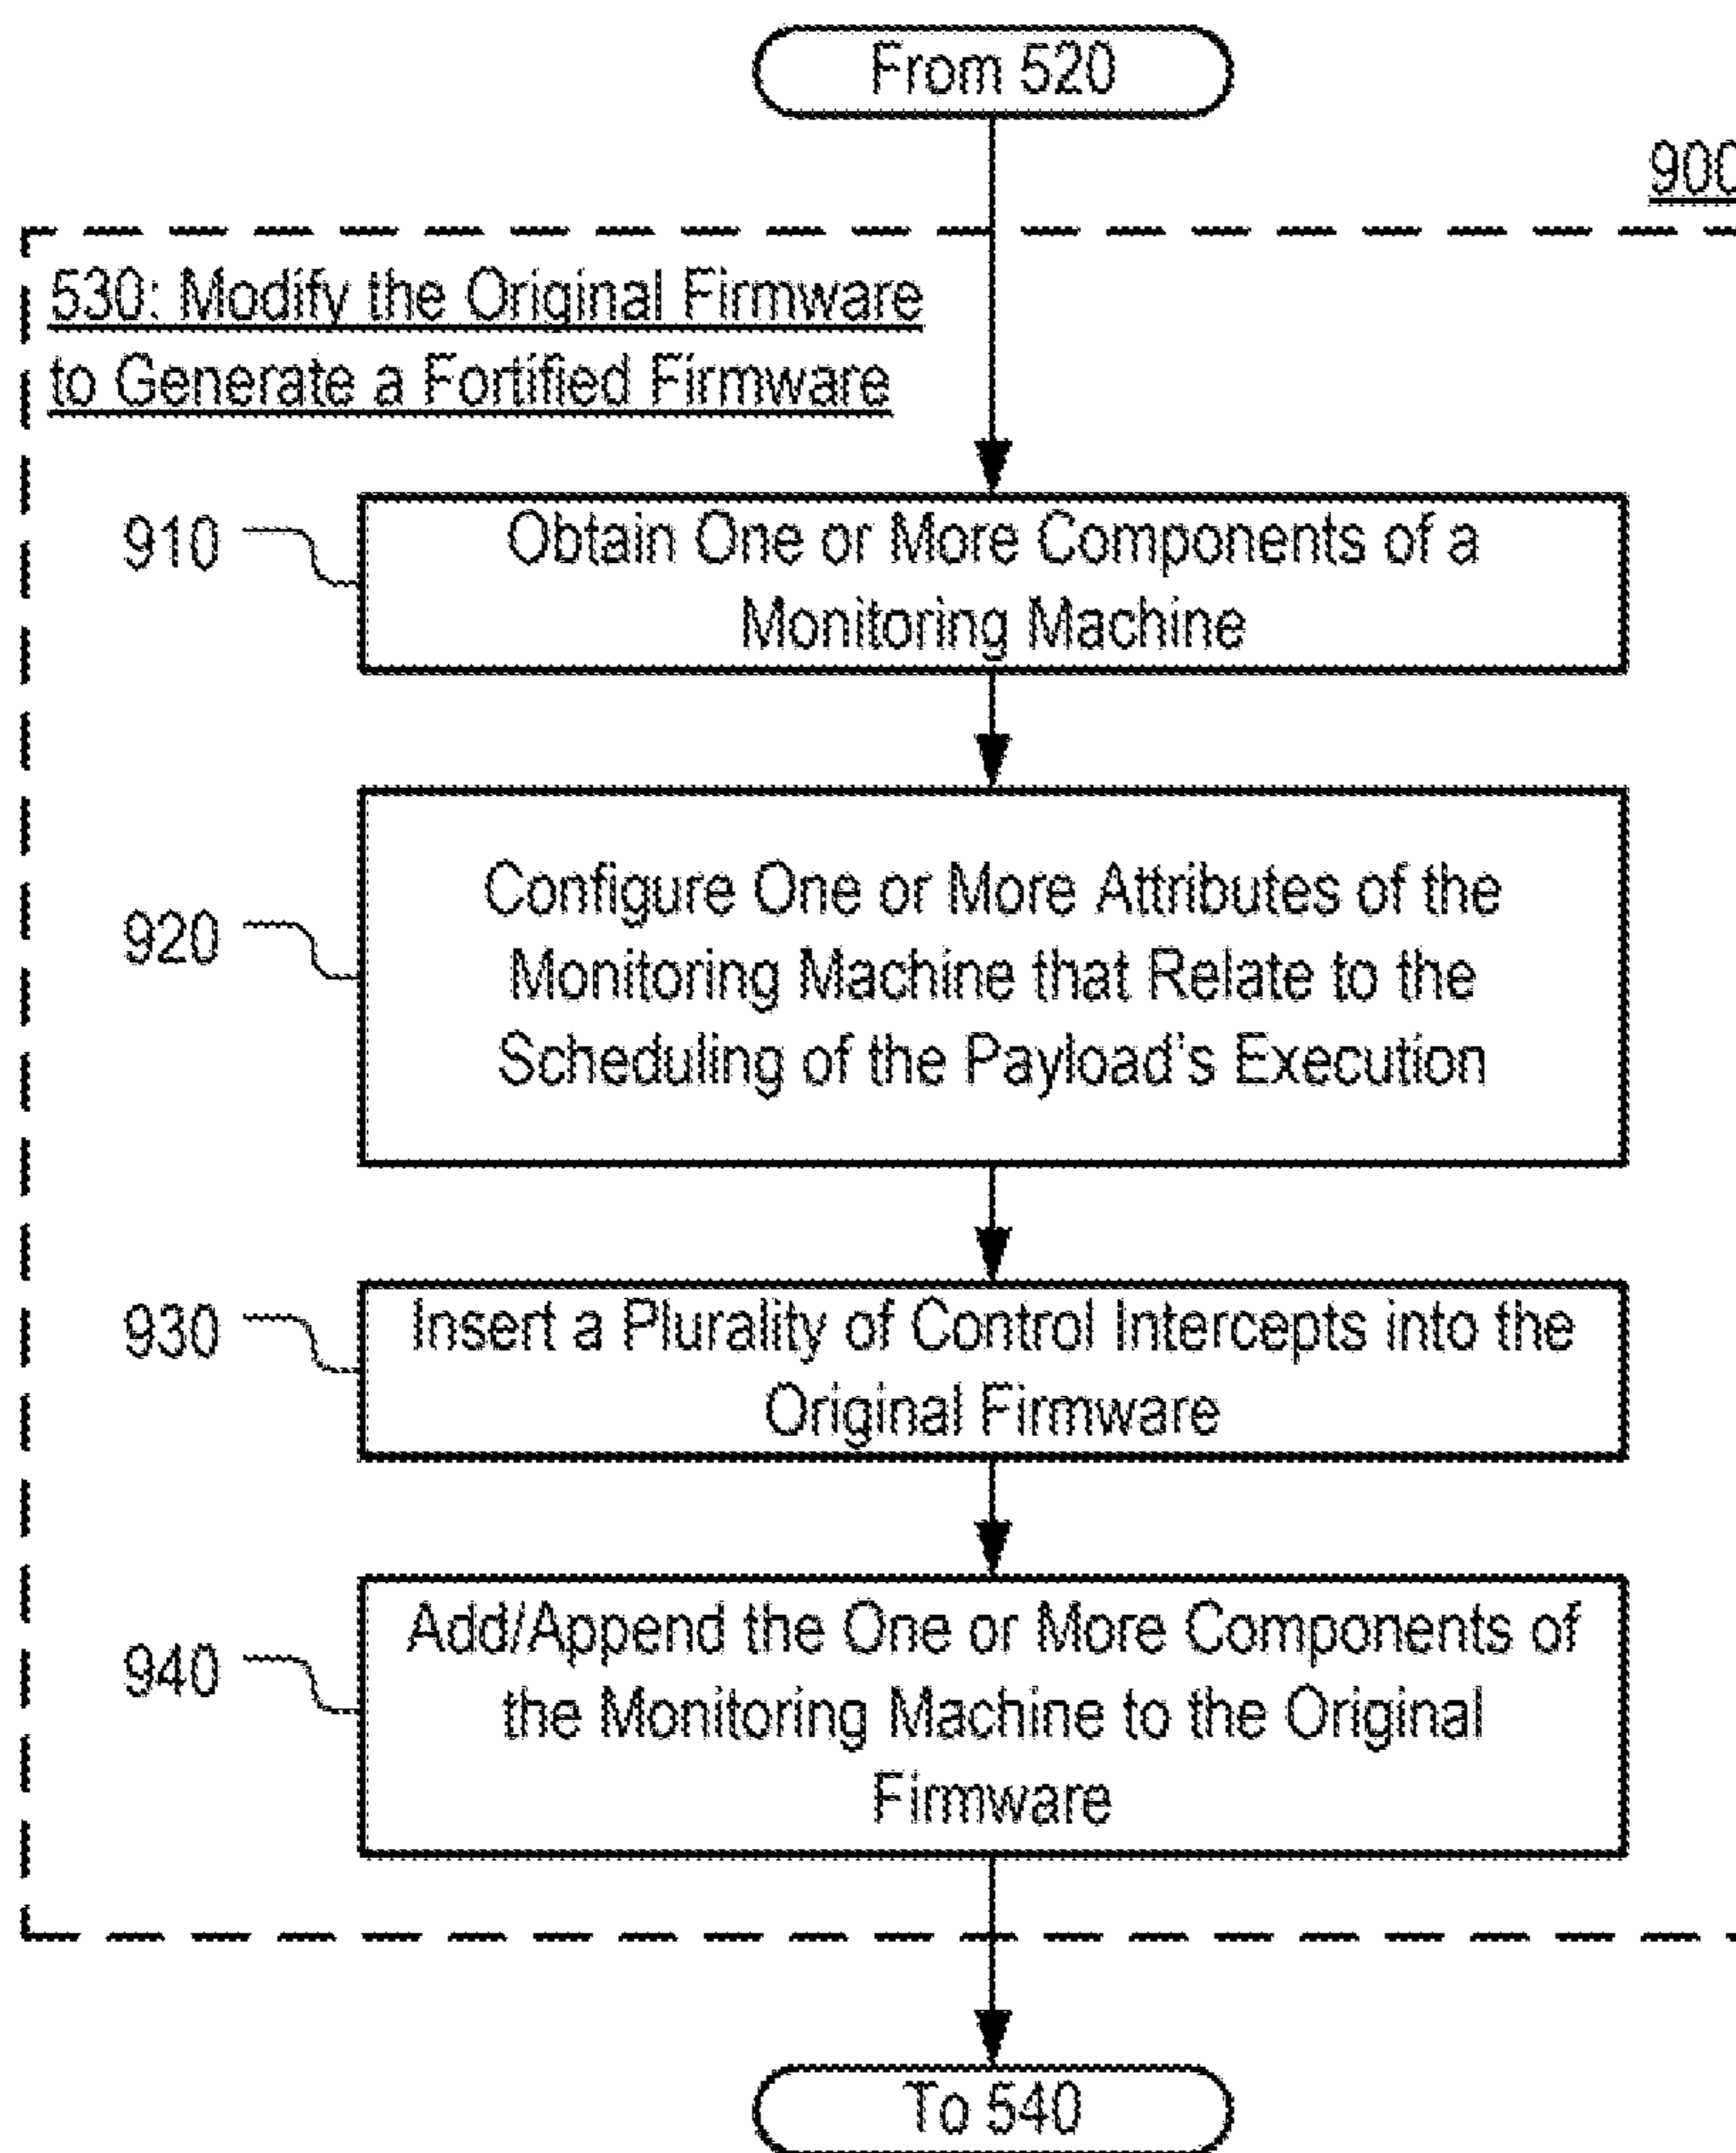 From 520
900
530: Modify the Original Firmware
to Generate a Fortified Firmware
910
Obtain One or More Components of a
Monitoring Machine
920
Configure One or More Attributes of the
Monitoring Machine that Relate to the
Scheduling of the Payload's Execution
930
Insert a Plurality of Control Intercepts into the
Original Firmware
940
Add/Append the One or More Components of
the Monitoring Machine to the Original
Firmware
To 540